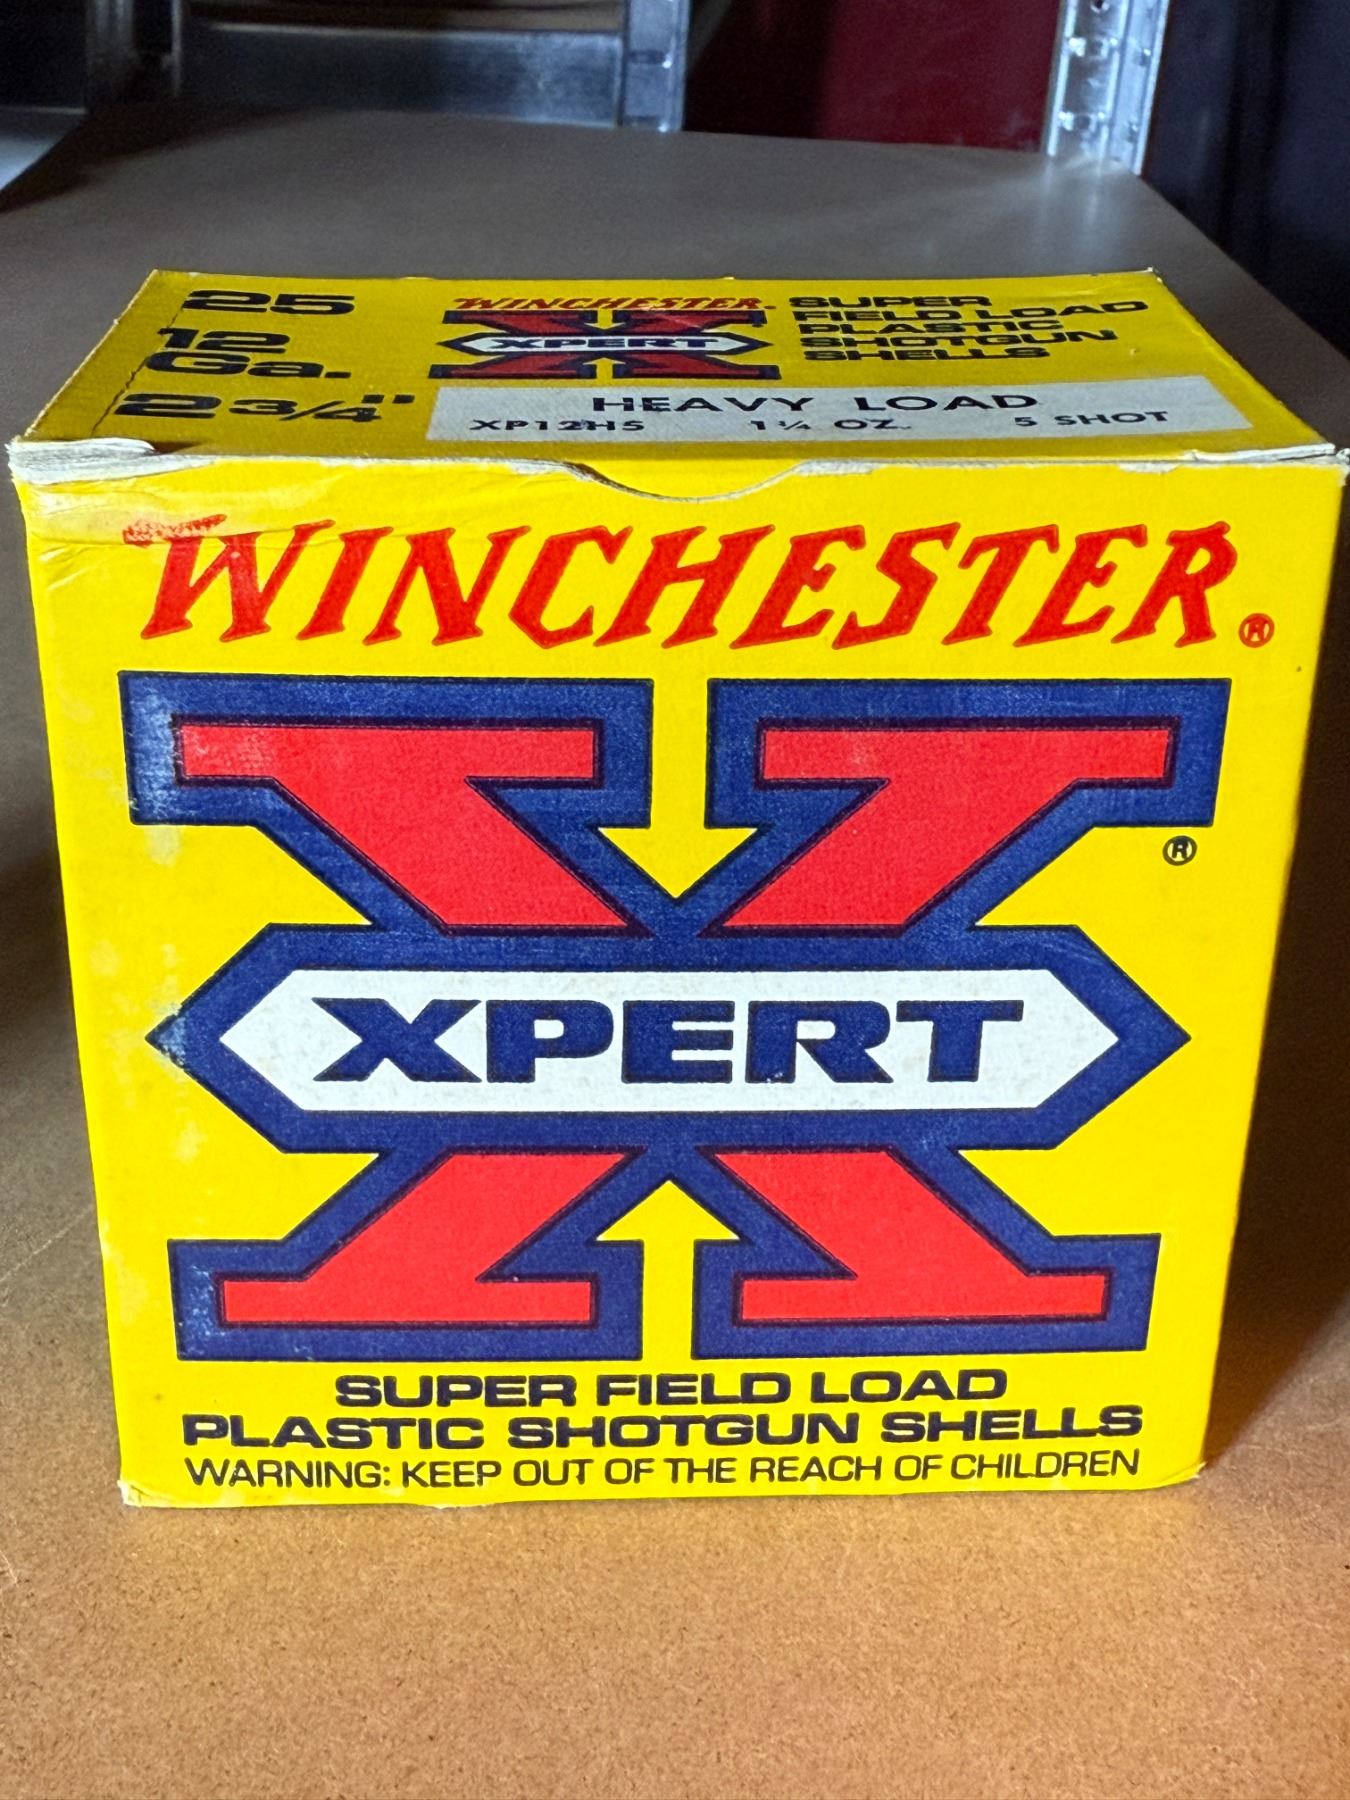 25
12
Ga.
2 3/4"
WINCHESTER®
XPERT
SUPER
FIELD LOAD
PLASTIC
SHOTGUN
SHELLS
HEAVY LOAD
XP12H5 1 1/4 OZ. 5 SHOT
WINCHESTER®
®
XPERT
SUPER FIELD LOAD
PLASTIC SHOTGUN SHELLS
WARNING: KEEP OUT OF THE REACH OF CHILDREN